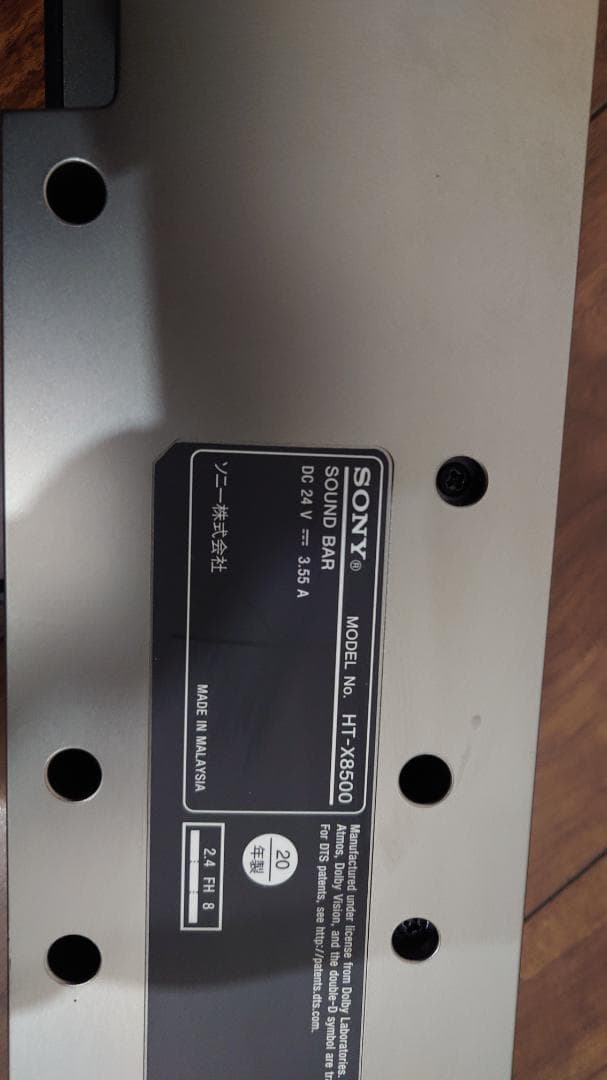 SONY® MODEL No. HT-X8500
SOUND BAR
DC 24 V ⎓ 3.55 A
ソニー株式会社 MADE IN MALAYSIA
Manufactured under license from Dolby Laboratories.
Atmos, Dolby Vision, and the double-D symbol are
For DTS patents, see http://patents.dts.com.
20
年製
2.4 FH 8